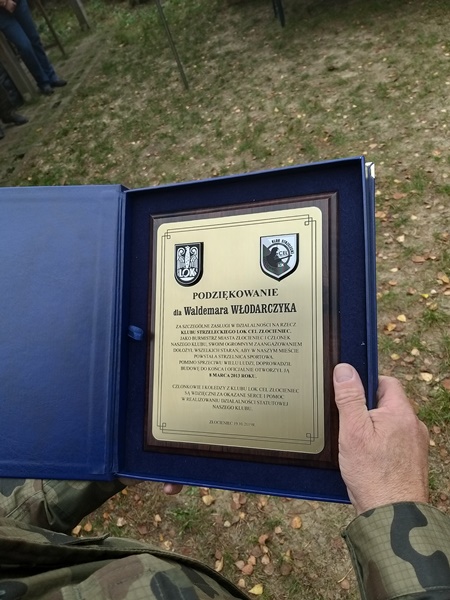 LOK
KLUB STRZELECKI
CEL
PODZIĘKOWANIE
dla Waldemara WŁODARCZYKA
ZA SZCZEGÓLNE ZASŁUGI W DZIAŁALNOŚCI NA RZECZ
KLUBU STRZELECKIEGO LOK CEL ZŁOCIENIEC.
JAKO BURMISTRZ MIASTA ZŁOCIENIEC I CZŁONEK
NASZEGO KLUBU, SWOIM OGROMNYM ZAANGAŻOWANIEM
DOŁOŻYŁ WSZELKICH STARAŃ, ABY W NASZYM MIEŚCIE
POWSTAŁA STRZELNICA SPORTOWA.
POMIMO SPRZECIWU WIELU LUDZI, DOPROWADZIŁ
BUDOWĘ DO KOŃCA I OFICJALNIE OTWORZYŁ JĄ
8 MARCA 2013 ROKU.
CZŁONKOWIE I KOLEDZY Z KLUBU LOK CEL ZŁOCIENIEC
SĄ WDZIĘCZNI ZA OKAZANE SERCE I POMOC
W REALIZOWANIU DZIAŁALNOŚCI STATUTOWEJ
NASZEGO KLUBU.
ZŁOCIENIEC